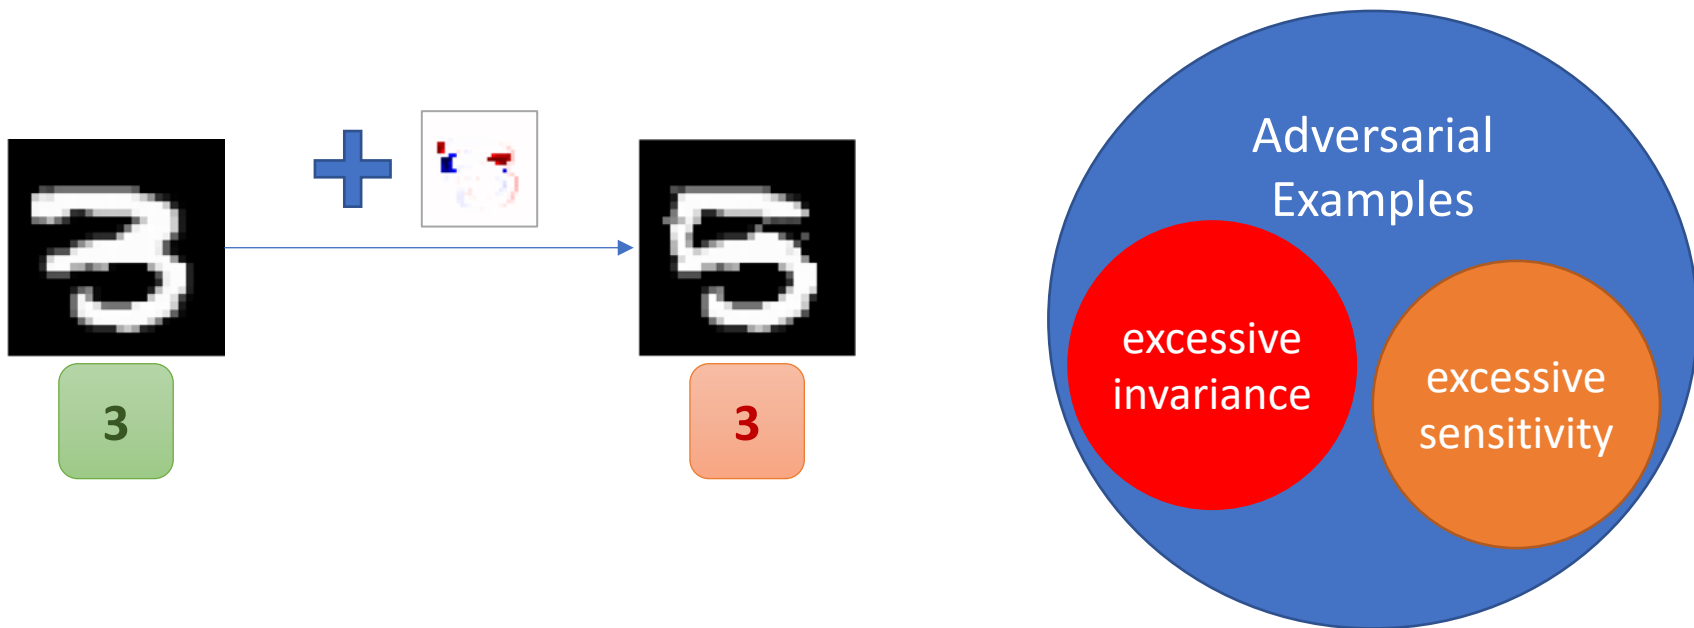 3
3
Adversarial
Examples
excessive
invariance
excessive
sensitivity